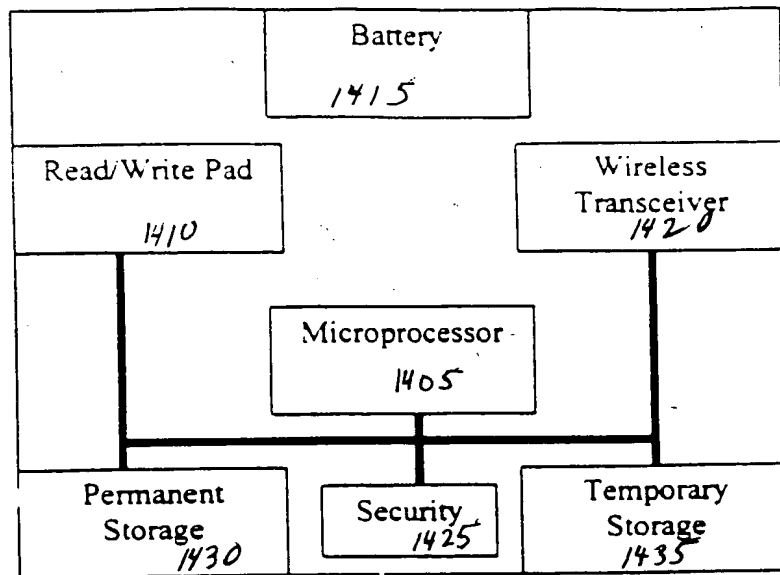 Battery
1415
Read/Write Pad
1410
Wireless
Transceiver
1420
Microprocessor
1405
Permanent
Storage
1430
Security
1425
Temporary
Storage
1435